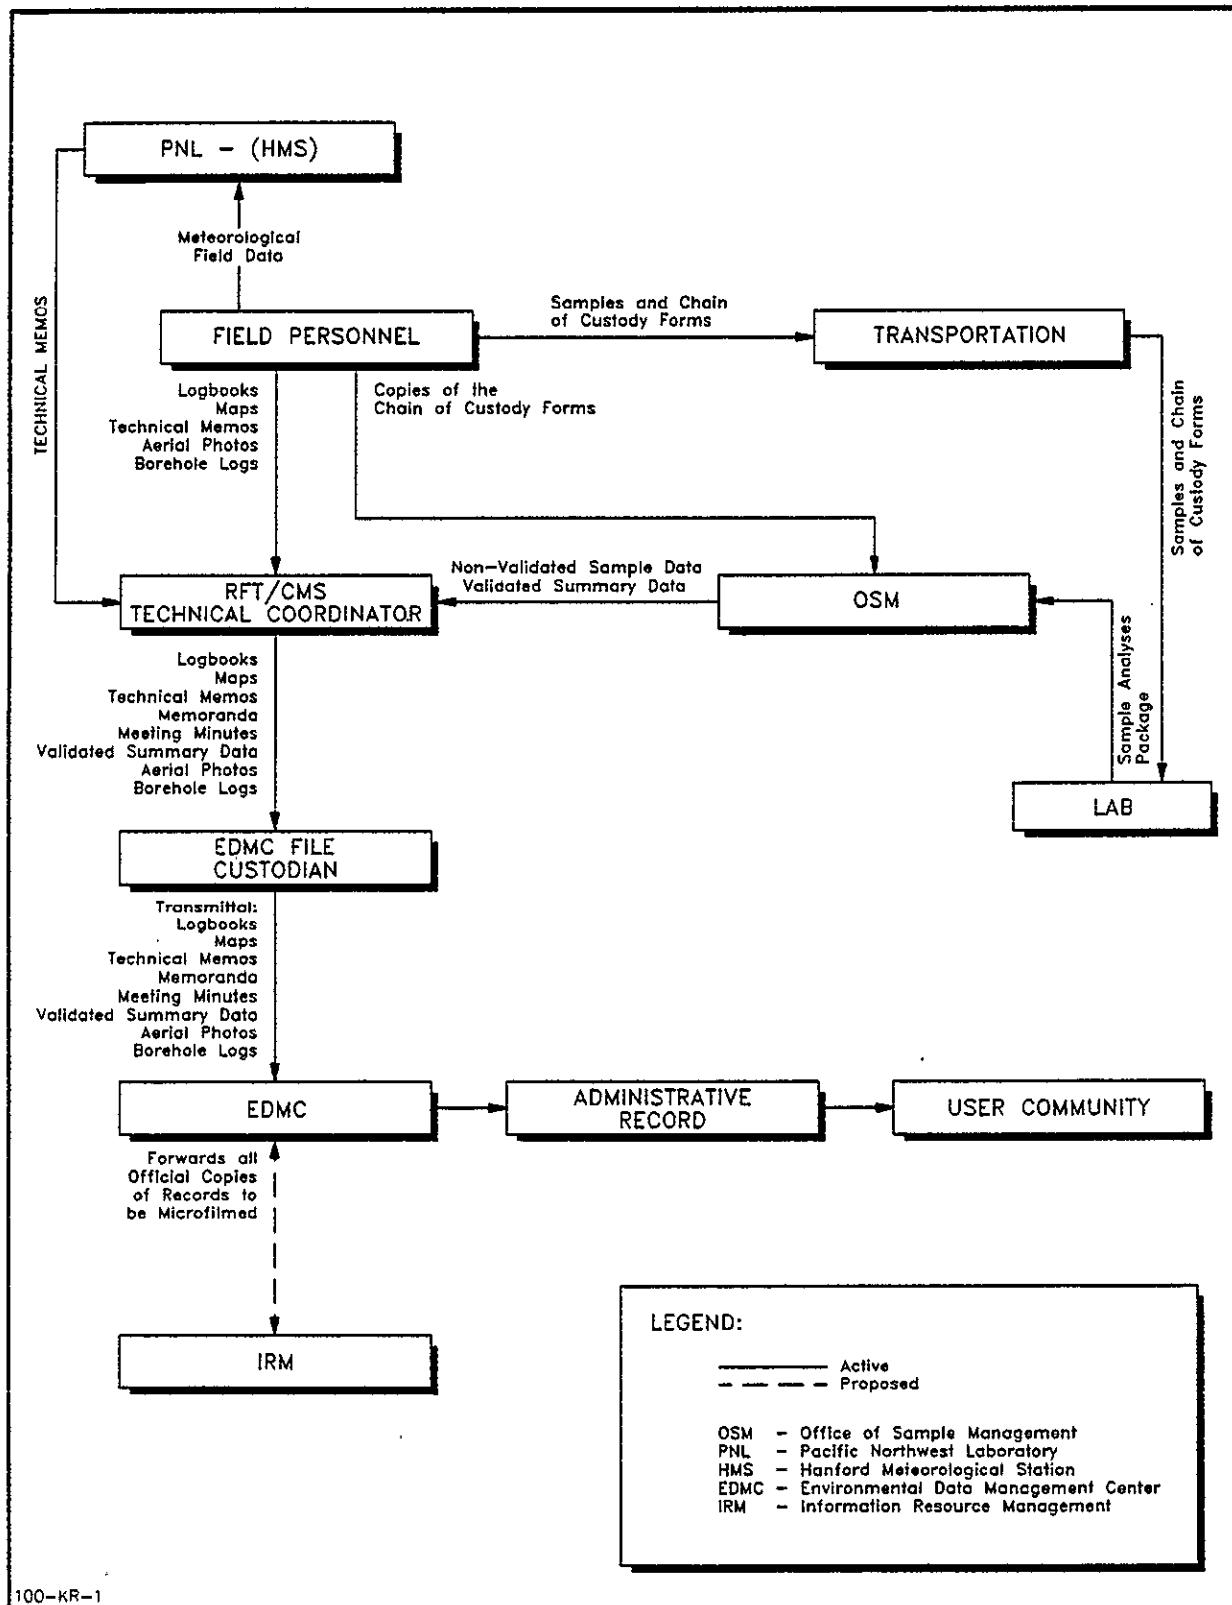 PNL - (HMS)
Meteorological
Field Data
TECHNICAL MEMOS
FIELD PERSONNEL
Samples and Chain
of Custody Forms
TRANSPORTATION
Logbooks
Maps
Technical Memos
Aerial Photos
Borehole Logs
Copies of the
Chain of Custody Forms
Samples and Chain
of Custody Forms
RFT/CMS
TECHNICAL COORDINATOR
Non-Validated Sample Data
Validated Summary Data
OSM
Logbooks
Maps
Technical Memos
Memoranda
Meeting Minutes
Validated Summary Data
Aerial Photos
Borehole Logs
Sample Analyses
Package
LAB
EDMC FILE
CUSTODIAN
Transmittal:
Logbooks
Maps
Technical Memos
Memoranda
Meeting Minutes
Validated Summary Data
Aerial Photos
Borehole Logs
EDMC
ADMINISTRATIVE
RECORD
USER COMMUNITY
Forwards all
Official Copies
of Records to
be Microfilmed
IRM
LEGEND:
Active
Proposed
OSM - Office of Sample Management
PNL - Pacific Northwest Laboratory
HMS - Hanford Meteorological Station
EDMC - Environmental Data Management Center
IRM - Information Resource Management
100-KR-1